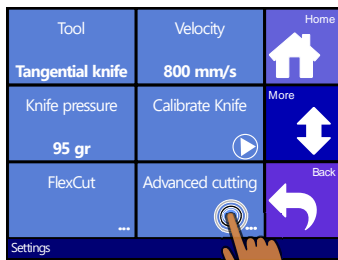 Tool
Tangential knife
Velocity
800 mm/s
Home
Knife pressure
95 gr
Calibrate Knife
More
FlexCut
...
Advanced cutting
...
Back
Settings